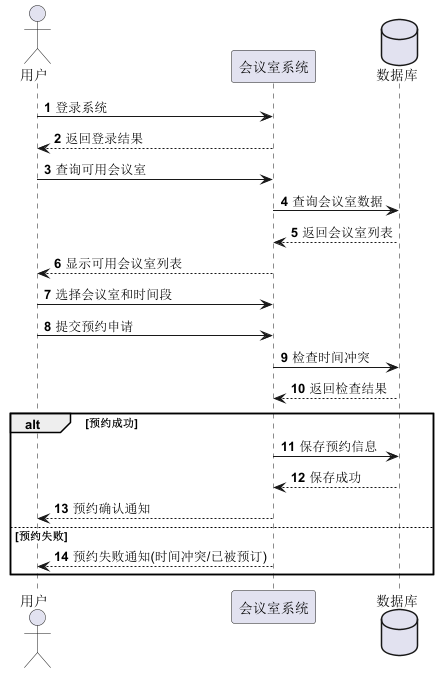 用户
会议室系统
数据库
1 登录系统
2 返回登录结果
3 查询可用会议室
4 查询会议室数据
5 返回会议室列表
6 显示可用会议室列表
7 选择会议室和时间段
8 提交预约申请
9 检查时间冲突
10 返回检查结果
alt [预约成功]
11 保存预约信息
12 保存成功
13 预约确认通知
[预约失败]
14 预约失败通知(时间冲突/已被预订)
用户
会议室系统
数据库